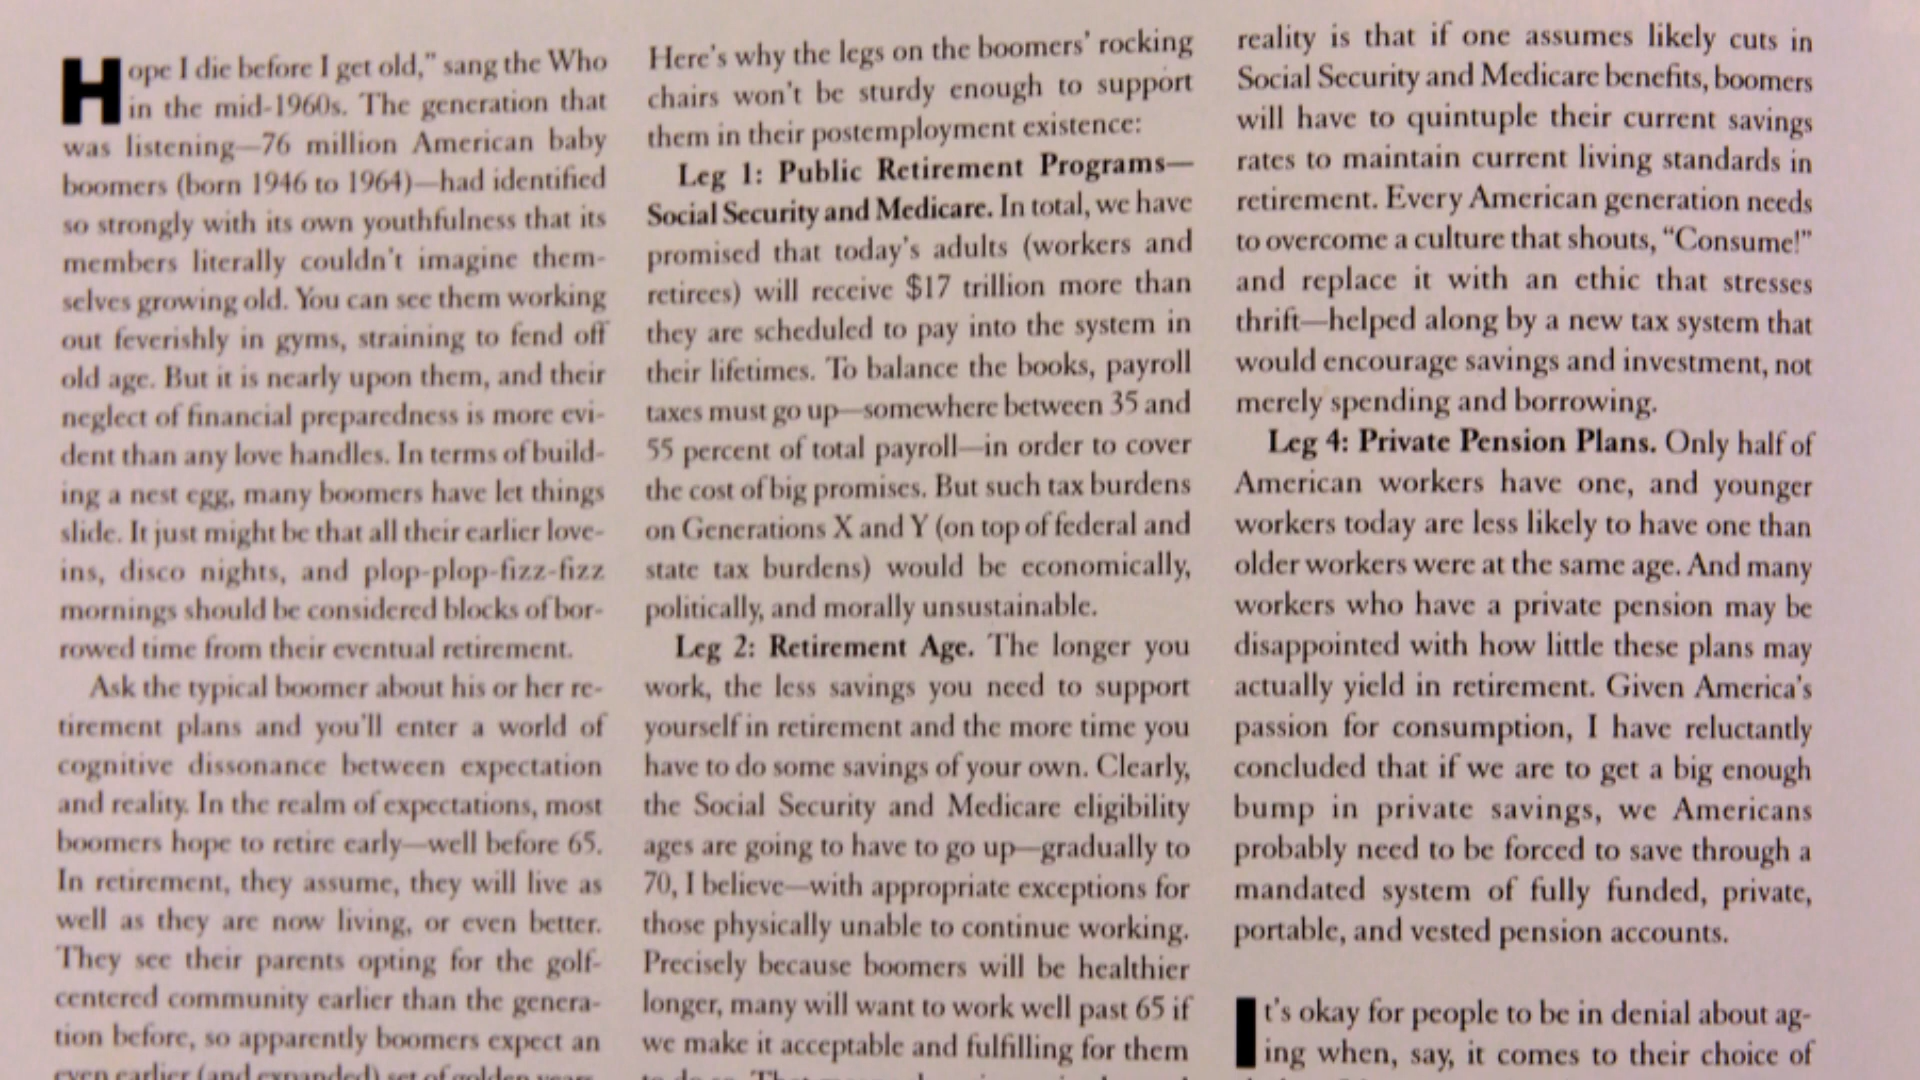 Hope I die before I get old,” sang the Who
in the mid-1960s. The generation that
was listening—76 million American baby
boomers (born 1946 to 1964)—had identified
so strongly with its own youthfulness that its
members literally couldn’t imagine them-
selves growing old. You can see them working
out feverishly in gyms, straining to fend off
old age. But it is nearly upon them, and their
neglect of financial preparedness is more evi-
dent than any love handles. In terms of build-
ing a nest egg, many boomers have let things
slide. It just might be that all their earlier love-
ins, disco nights, and plop-plop-fizz-fizz
mornings should be considered blocks of bor-
rowed time from their eventual retirement.
Ask the typical boomer about his or her re-
tirement plans and you’ll enter a world of
cognitive dissonance between expectation
and reality. In the realm of expectations, most
boomers hope to retire early—well before 65.
In retirement, they assume, they will live as
well as they are now living, or even better.
They see their parents opting for the golf-
centered community earlier than the genera-
tion before, so apparently boomers expect an
even earlier (and expanded) set of golden years.
Here’s why the legs on the boomers’ rocking
chairs won’t be sturdy enough to support
them in their postemployment existence:
Leg 1: Public Retirement Programs—
Social Security and Medicare. In total, we have
promised that today’s adults (workers and
retirees) will receive $17 trillion more than
they are scheduled to pay into the system in
their lifetimes. To balance the books, payroll
taxes must go up—somewhere between 35 and
55 percent of total payroll—in order to cover
the cost of big promises. But such tax burdens
on Generations X and Y (on top of federal and
state tax burdens) would be economically,
politically, and morally unsustainable.
Leg 2: Retirement Age. The longer you
work, the less savings you need to support
yourself in retirement and the more time you
have to do some savings of your own. Clearly,
the Social Security and Medicare eligibility
ages are going to have to go up—gradually to
70, I believe—with appropriate exceptions for
those physically unable to continue working.
Precisely because boomers will be healthier
longer, many will want to work well past 65 if
we make it acceptable and fulfilling for them
reality is that if one assumes likely cuts in
Social Security and Medicare benefits, boomers
will have to quintuple their current savings
rates to maintain current living standards in
retirement. Every American generation needs
to overcome a culture that shouts, “Consume!”
and replace it with an ethic that stresses
thrift—helped along by a new tax system that
would encourage savings and investment, not
merely spending and borrowing.
Leg 4: Private Pension Plans. Only half of
American workers have one, and younger
workers today are less likely to have one than
older workers were at the same age. And many
workers who have a private pension may be
disappointed with how little these plans may
actually yield in retirement. Given America’s
passion for consumption, I have reluctantly
concluded that if we are to get a big enough
bump in private savings, we Americans
probably need to be forced to save through a
mandated system of fully funded, private,
portable, and vested pension accounts.
It’s okay for people to be in denial about ag-
ing when, say, it comes to their choice of